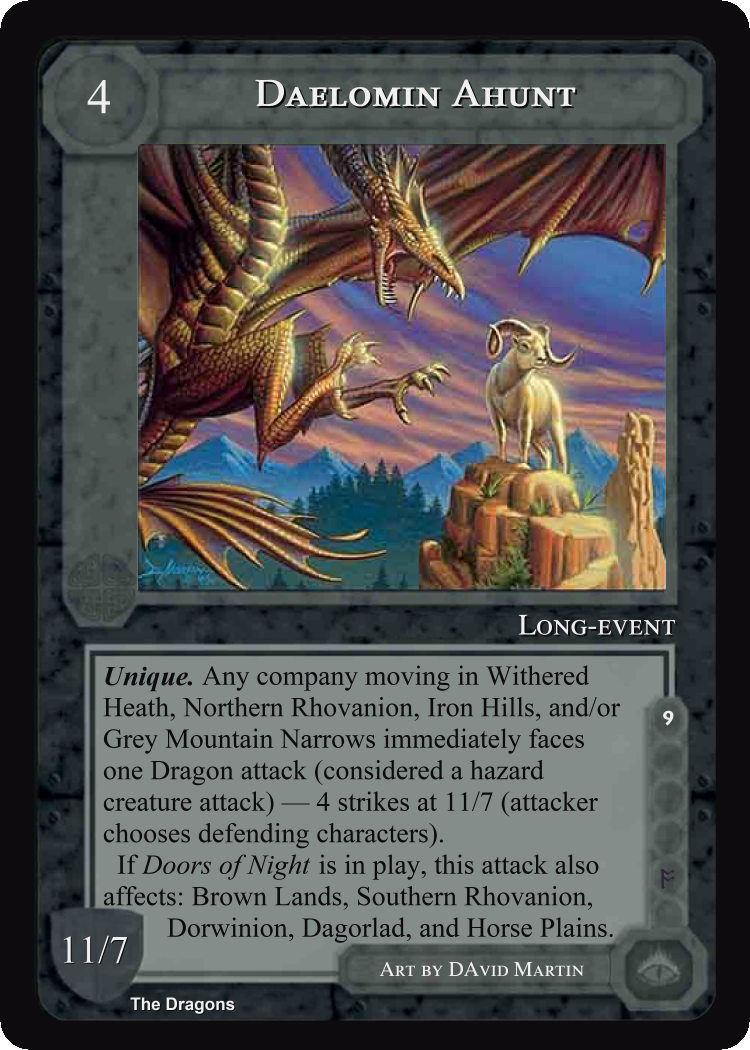 4
Daelomin Ahunt
Long-event
Unique. Any company moving in Withered
Heath, Northern Rhovanion, Iron Hills, and/or
Grey Mountain Narrows immediately faces
one Dragon attack (considered a hazard
creature attack) — 4 strikes at 11/7 (attacker
chooses defending characters).
If Doors of Night is in play, this attack also
affects: Brown Lands, Southern Rhovanion,
Dorwinion, Dagorlad, and Horse Plains.
9
11/7
Art by DAvid Martin
The Dragons